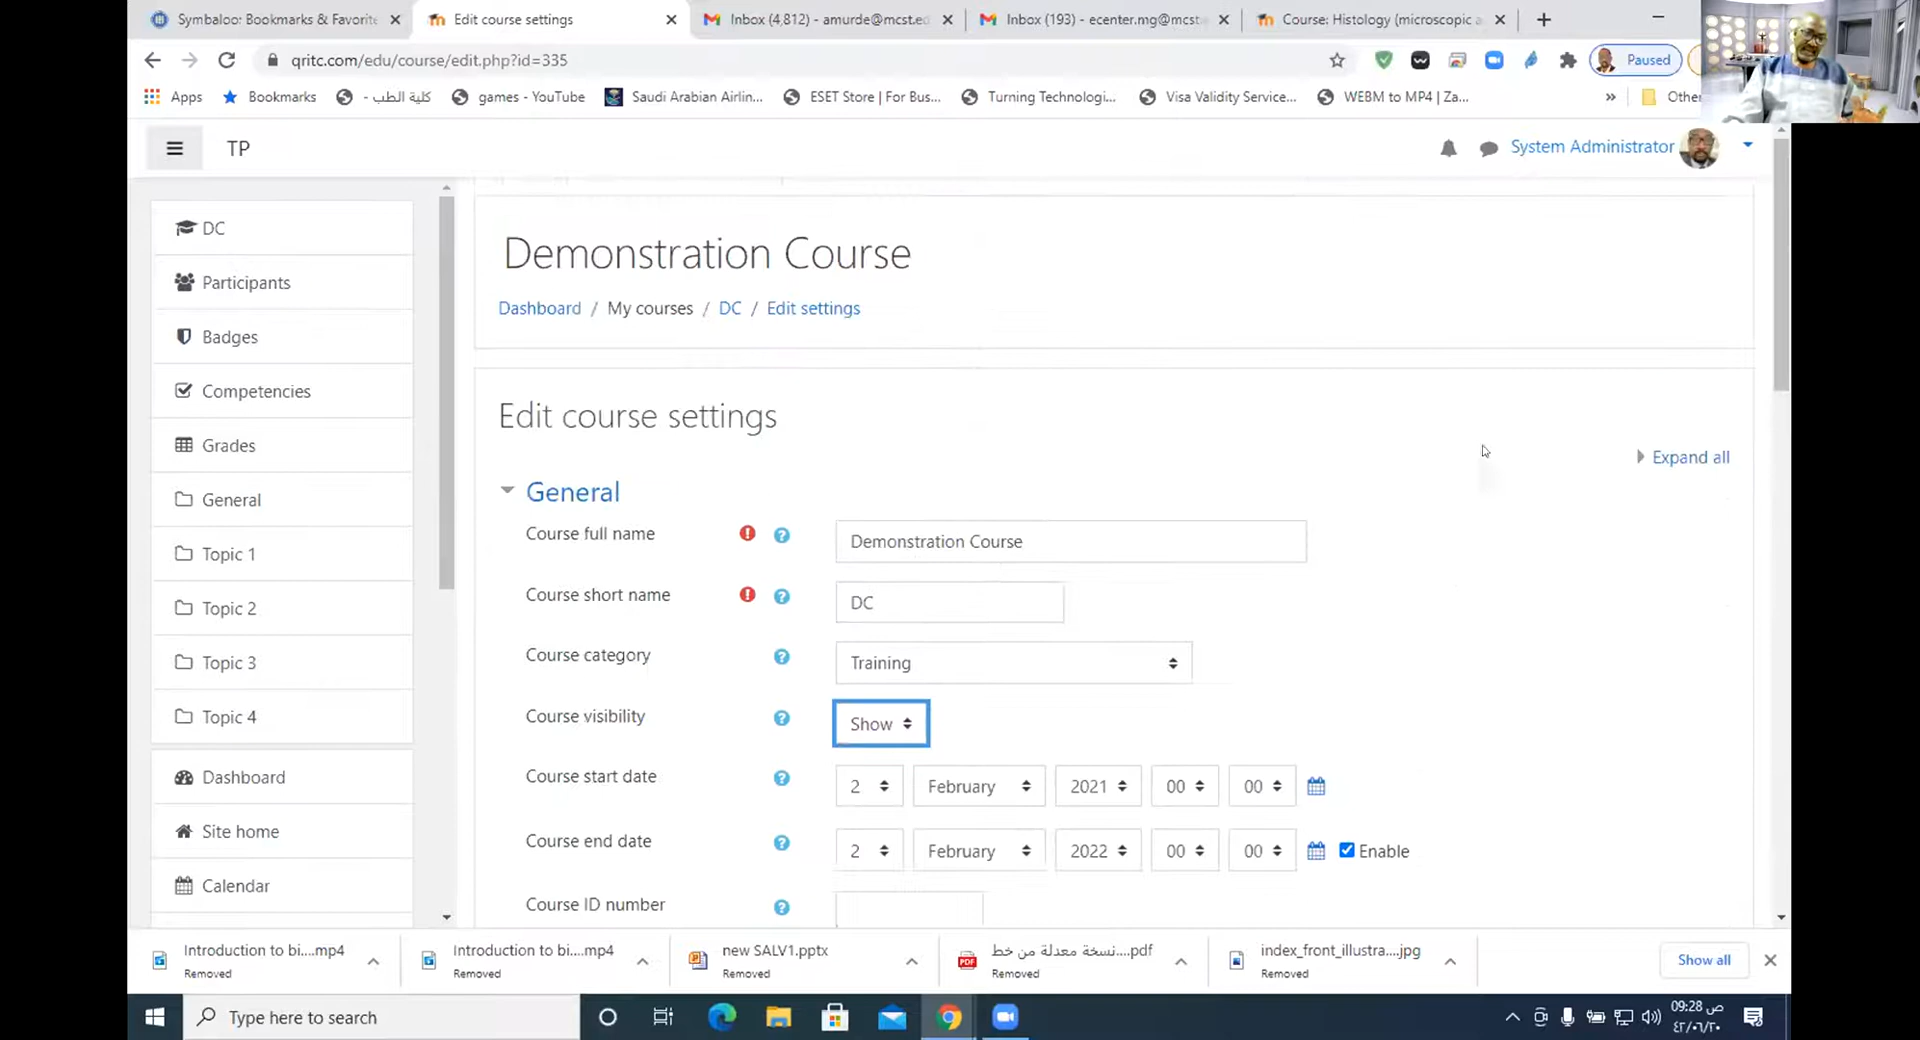 Symbaloo: Bookmarks & Favorite
Edit course settings
Inbox (4,812) - amurde@mcst.ed
Inbox (193) - ecenter.mg@mcst
Course: Histology (microscopic a
qritc.com/edu/course/edit.php?id=335
Paused
Apps
Bookmarks
كلية الطب -
games - YouTube
Saudi Arabian Airlin...
ESET Store | For Bus...
Turning Technologi...
Visa Validity Service...
WEBM to MP4 | Za...
»
Other
TP
System Administrator
DC
Participants
Badges
Competencies
Grades
General
Topic 1
Topic 2
Topic 3
Topic 4
Dashboard
Site home
Calendar
Demonstration Course
Dashboard / My courses / DC / Edit settings
Edit course settings
Expand all
General
Course full name
Demonstration Course
Course short name
DC
Course category
Training
Course visibility
Show
Course start date
2 February 2021 00 00
Course end date
2 February 2022 00 00 Enable
Course ID number
Introduction to bi....mp4
Removed
Introduction to bi....mp4
Removed
new SALV1.pptx
Removed
نسخة معدلة من خط....pdf
Removed
index_front_illustra....jpg
Removed
Show all
Type here to search
09:28 ص
٤٢/٠٦/٢٠